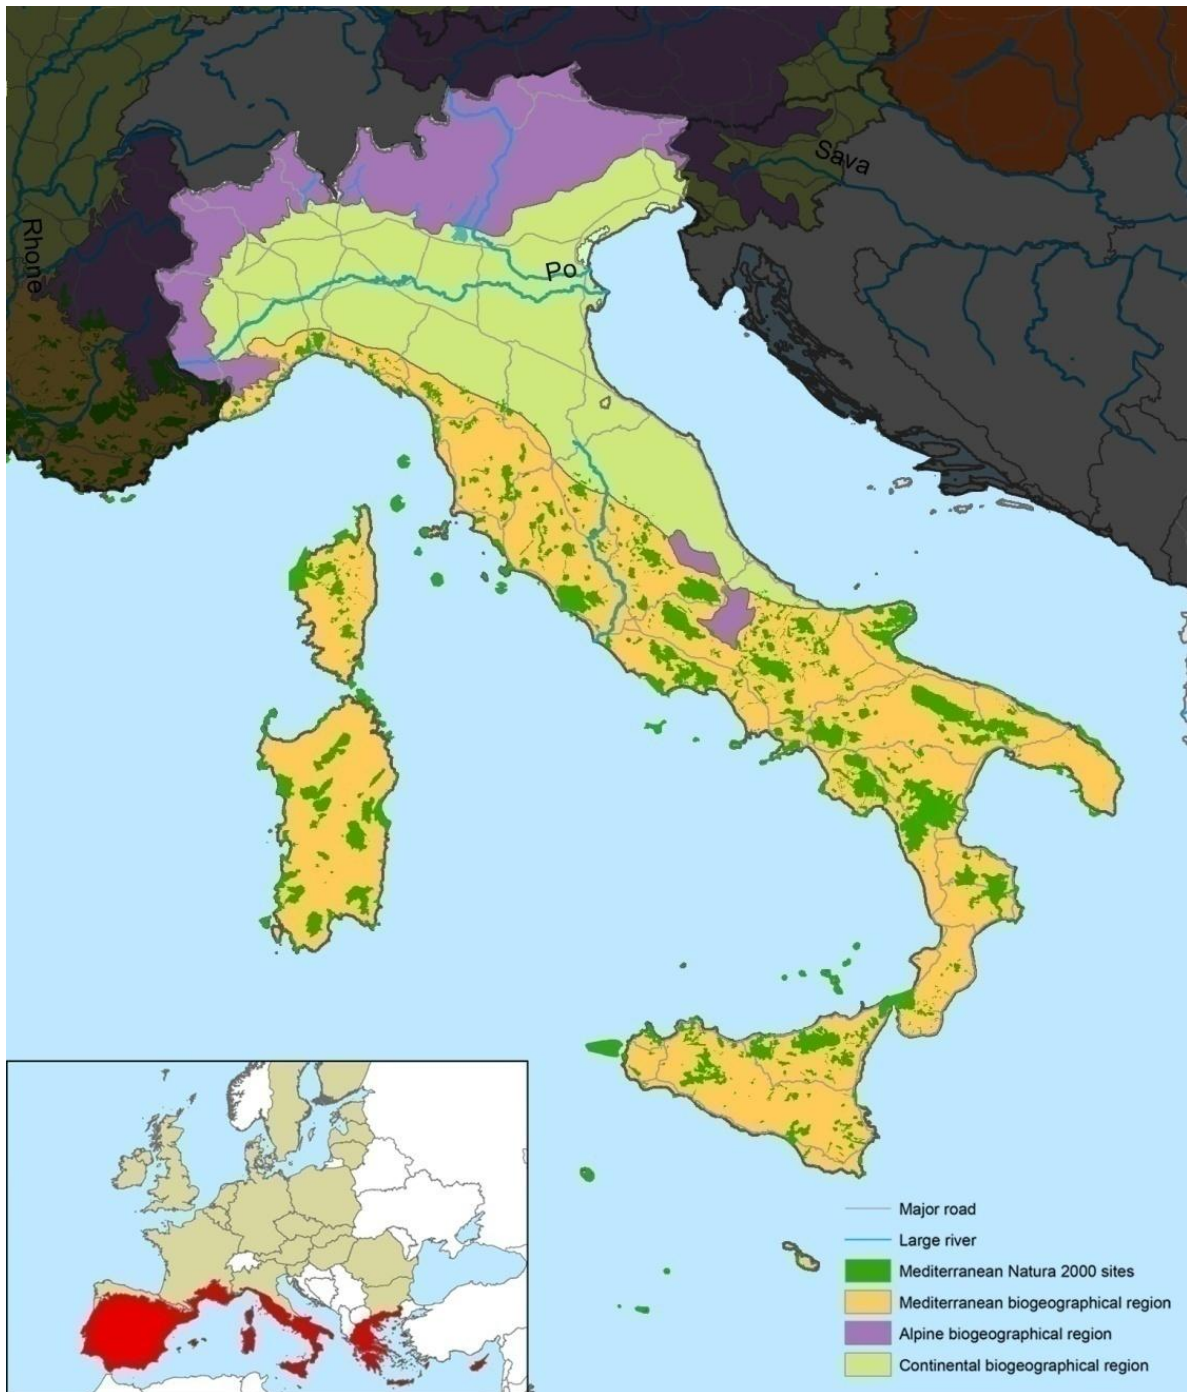 Sava
Rhone
Po
Major road
Large river
Mediterranean Natura 2000 sites
Mediterranean biogeographical region
Alpine biogeographical region
Continental biogeographical region